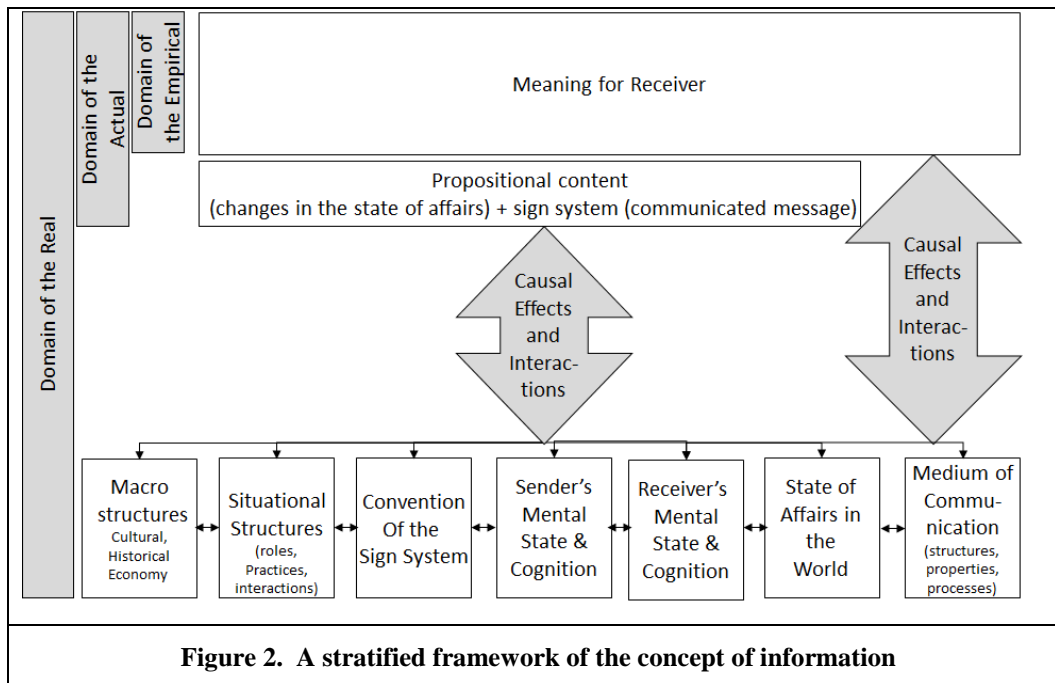 Domain of the Real
Domain of the
Actual
Domain of
the Empirical
Meaning for Receiver
Propositional content
(changes in the state of affairs) + sign system (communicated message)
Causal
Effects
and
Interac-
tions
Causal
Effects
and
Interac-
tions
Macro
structures
Cultural,
Historical
Economy
Situational
Structures
(roles,
Practices,
interactions)
Convention
Of the
Sign System
Sender’s
Mental
State &
Cognition
Receiver’s
Mental
State &
Cognition
State of
Affairs in
the
World
Medium of
Commu-
nication
(structures,
properties,
processes)
Figure 2. A stratified framework of the concept of information